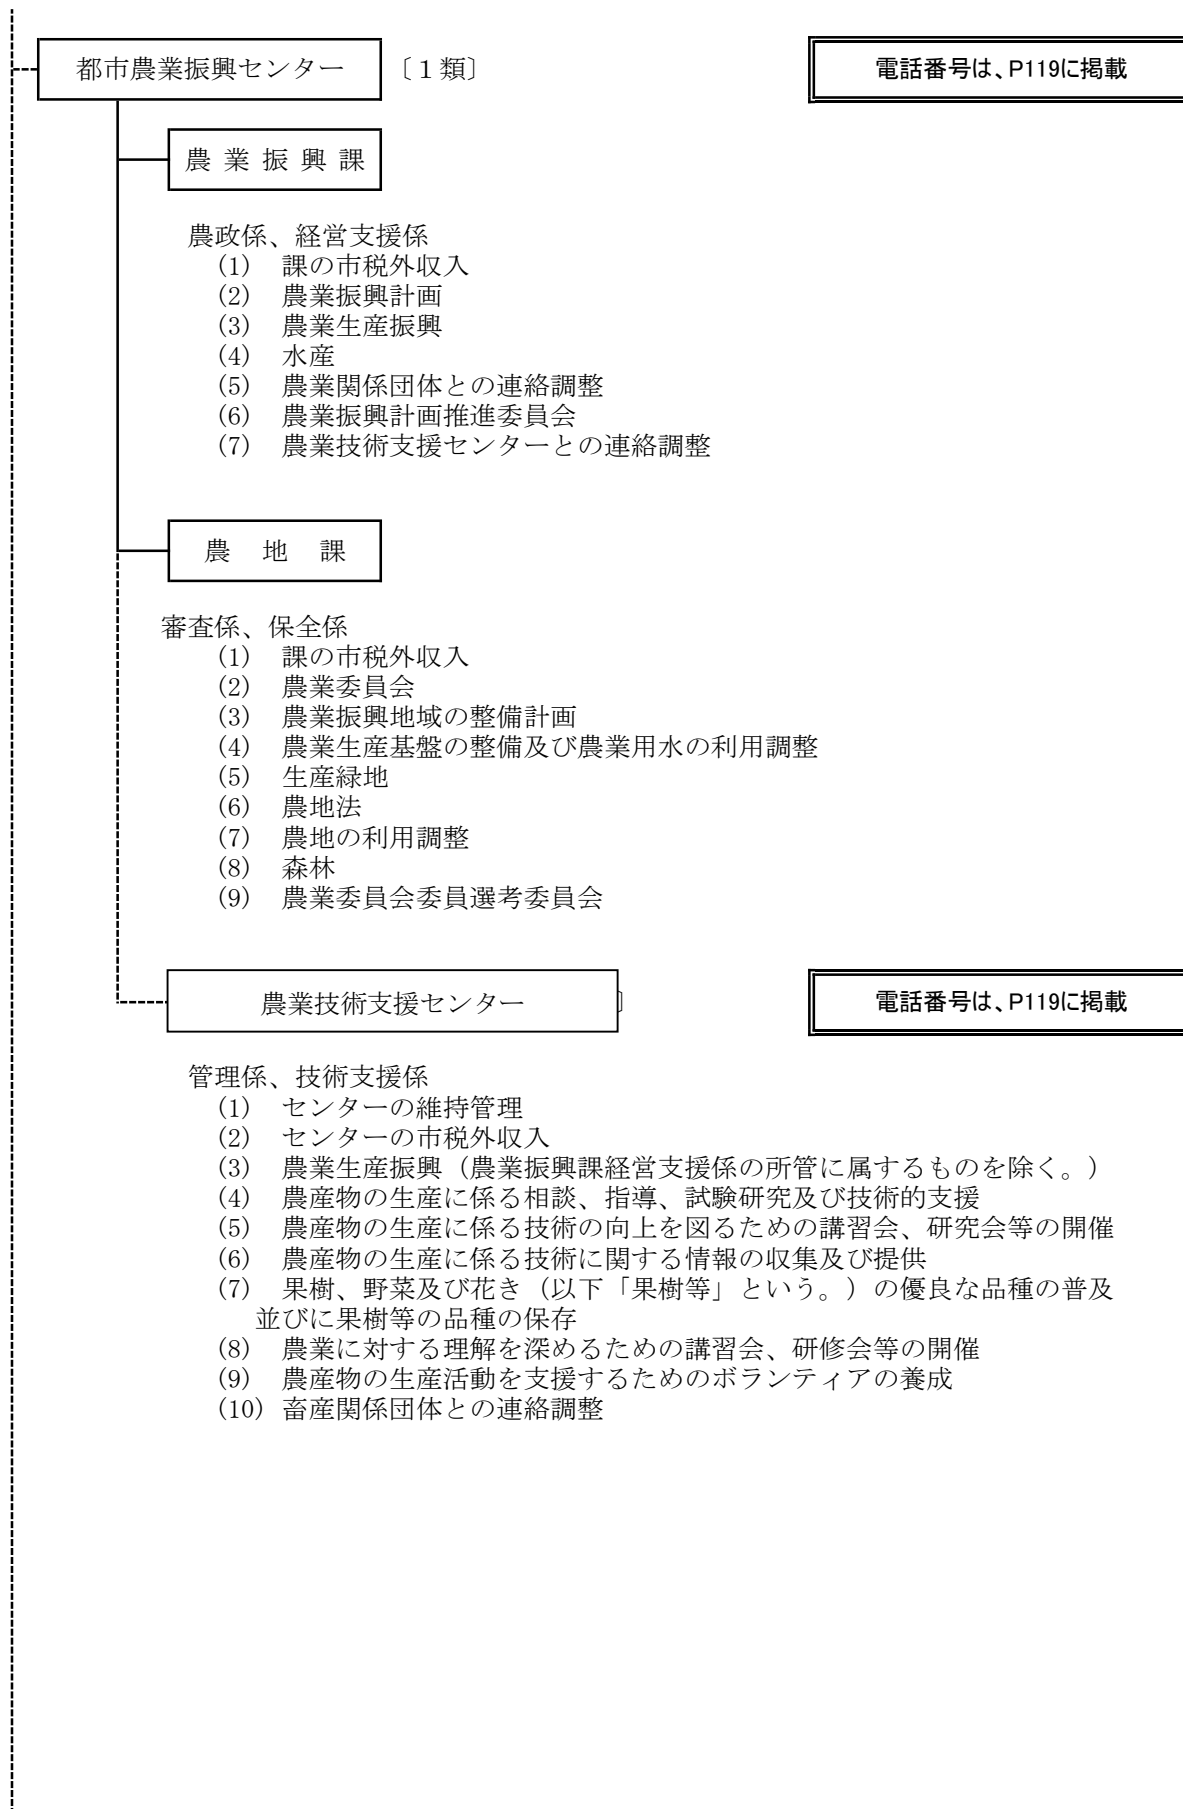 都市農業振興センター 〔１類〕 電話番号は、P119に掲載
農業振興課
農政係、経営支援係
(1) 課の市税外収入
(2) 農業振興計画
(3) 農業生産振興
(4) 水産
(5) 農業関係団体との連絡調整
(6) 農業振興計画推進委員会
(7) 農業技術支援センターとの連絡調整
農地課
審査係、保全係
(1) 課の市税外収入
(2) 農業委員会
(3) 農業振興地域の整備計画
(4) 農業生産基盤の整備及び農業用水の利用調整
(5) 生産緑地
(6) 農地法
(7) 農地の利用調整
(8) 森林
(9) 農業委員会委員選考委員会
農業技術支援センター 〕 電話番号は、P119に掲載
管理係、技術支援係
(1) センターの維持管理
(2) センターの市税外収入
(3) 農業生産振興（農業振興課経営支援係の所管に属するものを除く。）
(4) 農産物の生産に係る相談、指導、試験研究及び技術的支援
(5) 農産物の生産に係る技術の向上を図るための講習会、研究会等の開催
(6) 農産物の生産に係る技術に関する情報の収集及び提供
(7) 果樹、野菜及び花き（以下「果樹等」という。）の優良な品種の普及
並びに果樹等の品種の保存
(8) 農業に対する理解を深めるための講習会、研修会等の開催
(9) 農産物の生産活動を支援するためのボランティアの養成
(10) 畜産関係団体との連絡調整